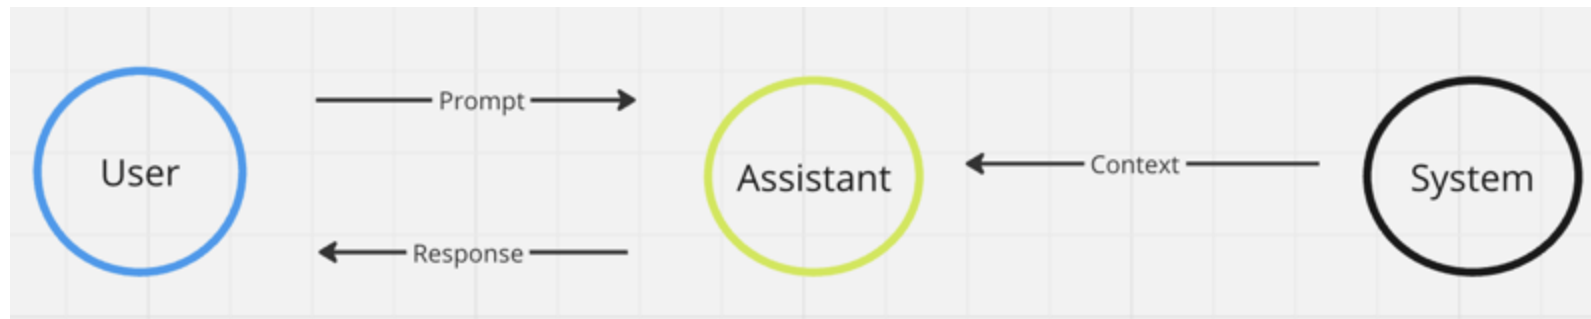 User
Prompt
Response
Assistant
Context
System